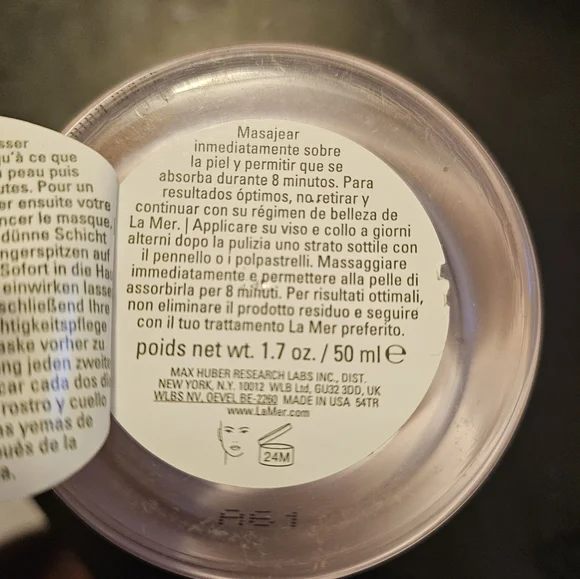 sser
qu'à ce que
peau puis
utes. Pour un
er ensuite votre
ncer le masque,
dünne Schicht
ngerspitzen auf
Sofort in die Hau
einwirken lasse
schließend Ihre
htigkeitspflege
aske vorher zu
ng jeden zweite
car cada dos d
rostro y cuello
as yemas de
ués de la
a.
Masajear
inmediatamente sobre
la piel y permitir que se
absorba durante 8 minutos. Para
resultados óptimos, no retirar y
continuar con su régimen de belleza de
La Mer. | Applicare su viso e collo a giorni
alterni dopo la pulizia uno strato sottile con
il pennello o i polpastrelli. Massaggiare
immediatamente e permettere alla pelle di
assorbirla per 8 minuti. Per risultati ottimali,
non eliminare il prodotto residuo e seguire
con il tuo trattamento La Mer preferito.
poids net wt. 1.7 oz. / 50 ml ℮
MAX HUBER RESEARCH LABS INC., DIST.
NEW YORK, N.Y. 10012 WLB Ltd, GU32 3DD, UK
WLBS NV, OEVEL BE-2260 MADE IN USA 54TR
www.LaMer.com
24M
A61